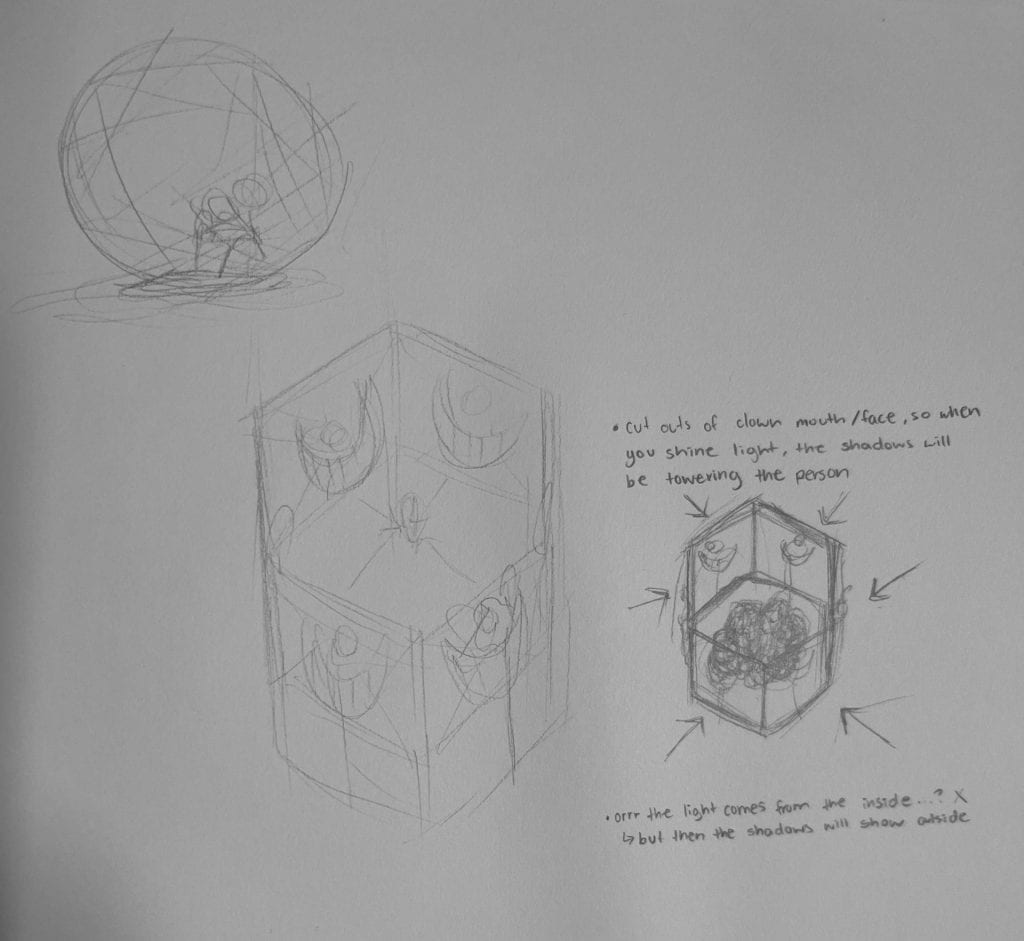 • cut outs of clown mouth/face, so when
you shine light, the shadows will
be towering the person
• orrr the light comes from the inside...? X
↳ but then the shadows will show outside